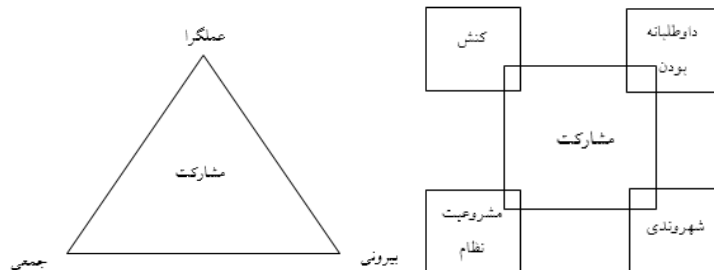 عملگرا
مشارکت
جمعی
بیرونی
داوطلبانه
بودن
کنش
مشارکت
شهروندی
مشروعیت
نظام